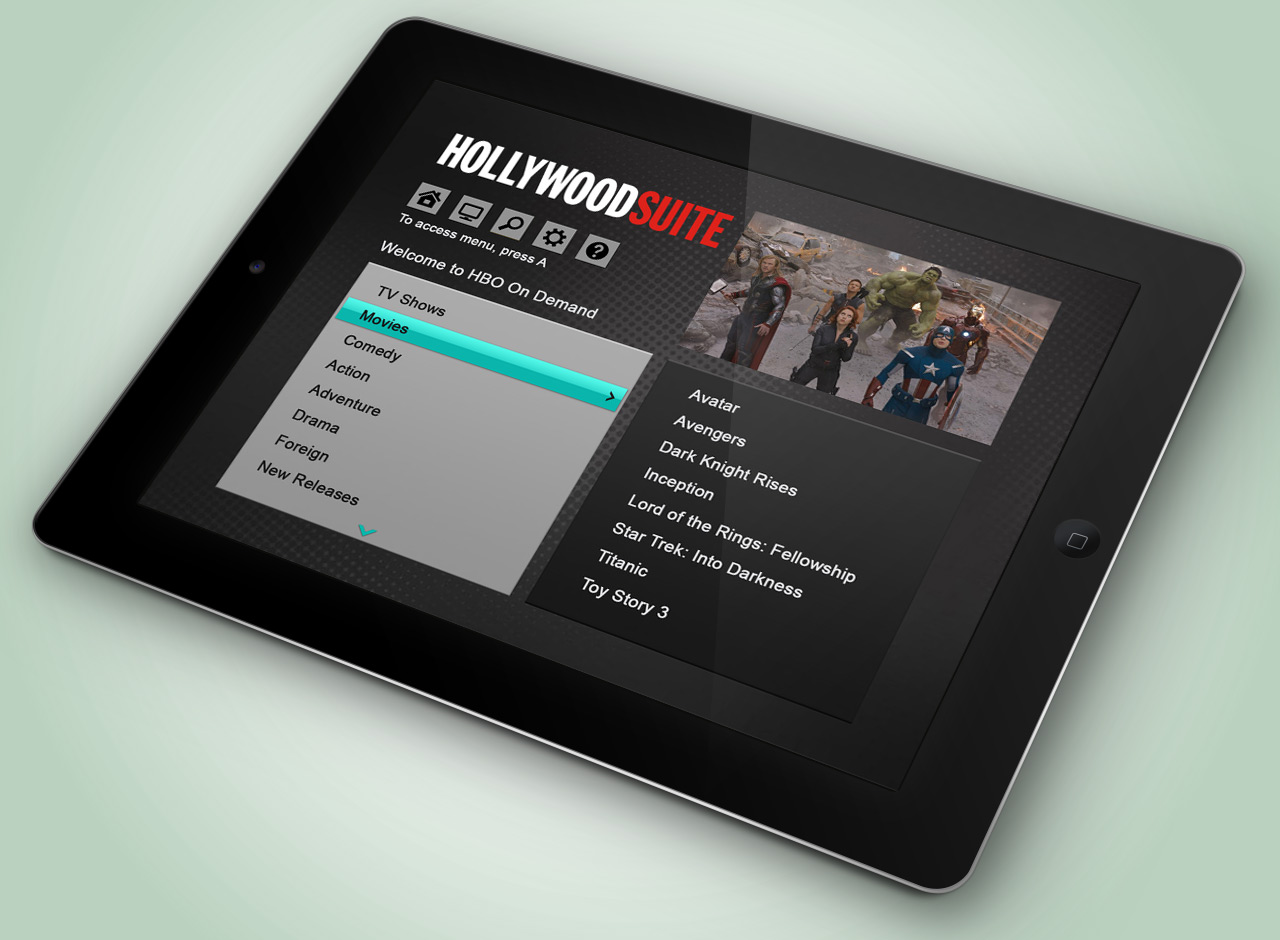 HOLLYWOODSUITE
To access menu, press A
Welcome to HBO On Demand
TV Shows
Movies
Comedy
Action
Adventure
Drama
Foreign
New Releases
Avatar
Avengers
Dark Knight Rises
Inception
Lord of the Rings: Fellowship
Star Trek: Into Darkness
Titanic
Toy Story 3